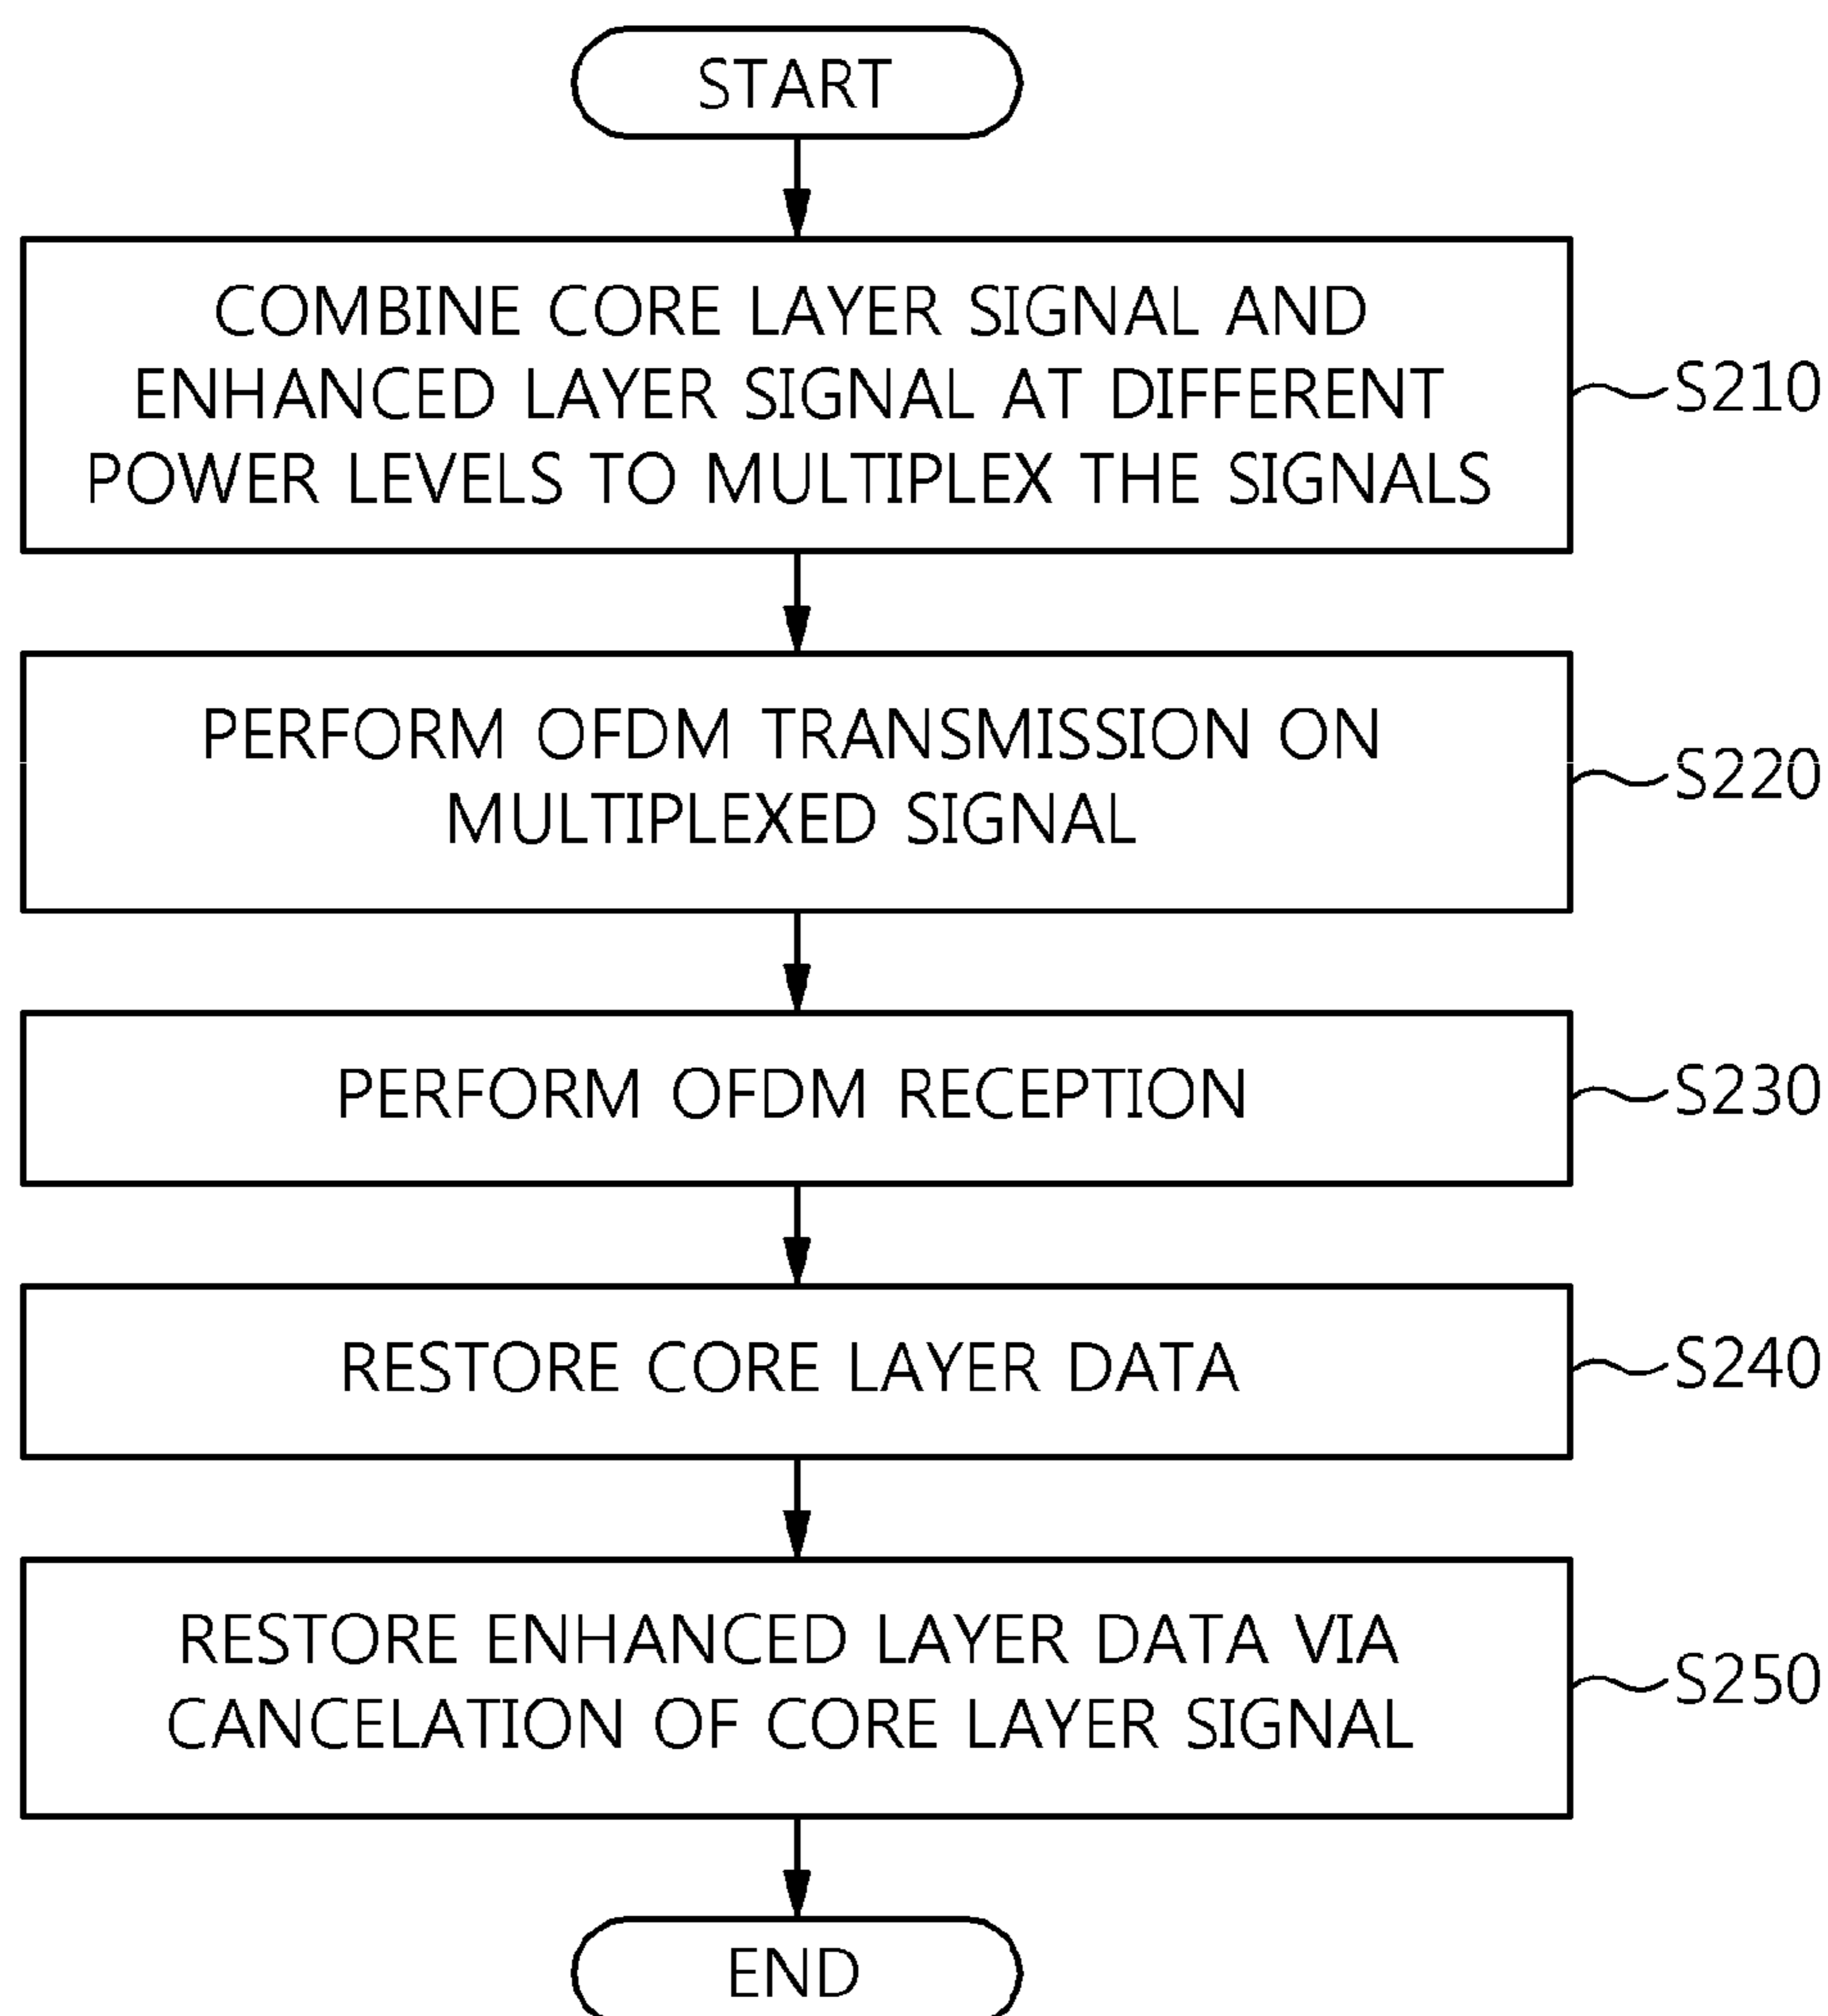 START
COMBINE CORE LAYER SIGNAL AND
ENHANCED LAYER SIGNAL AT DIFFERENT
POWER LEVELS TO MULTIPLEX THE SIGNALS
S210
PERFORM OFDM TRANSMISSION ON
MULTIPLEXED SIGNAL
S220
PERFORM OFDM RECEPTION
S230
RESTORE CORE LAYER DATA
S240
RESTORE ENHANCED LAYER DATA VIA
CANCELATION OF CORE LAYER SIGNAL
S250
END